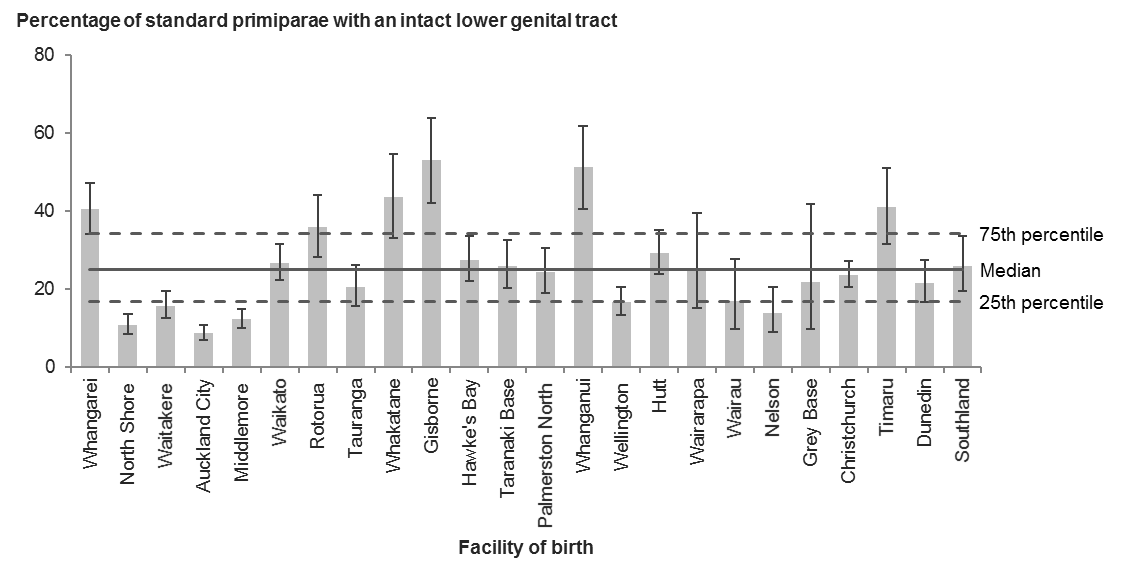 Percentage of standard primiparae with an intact lower genital tract
80
60
40
20
0
75th percentile
Median
25th percentile
Whangarei
North Shore
Waitakere
Auckland City
Middlemore
Waikato
Rotorua
Tauranga
Whakatane
Gisborne
Hawke's Bay
Taranaki Base
Palmerston North
Whanganui
Wellington
Hutt
Wairarapa
Wairau
Nelson
Grey Base
Christchurch
Timaru
Dunedin
Southland
Facility of birth